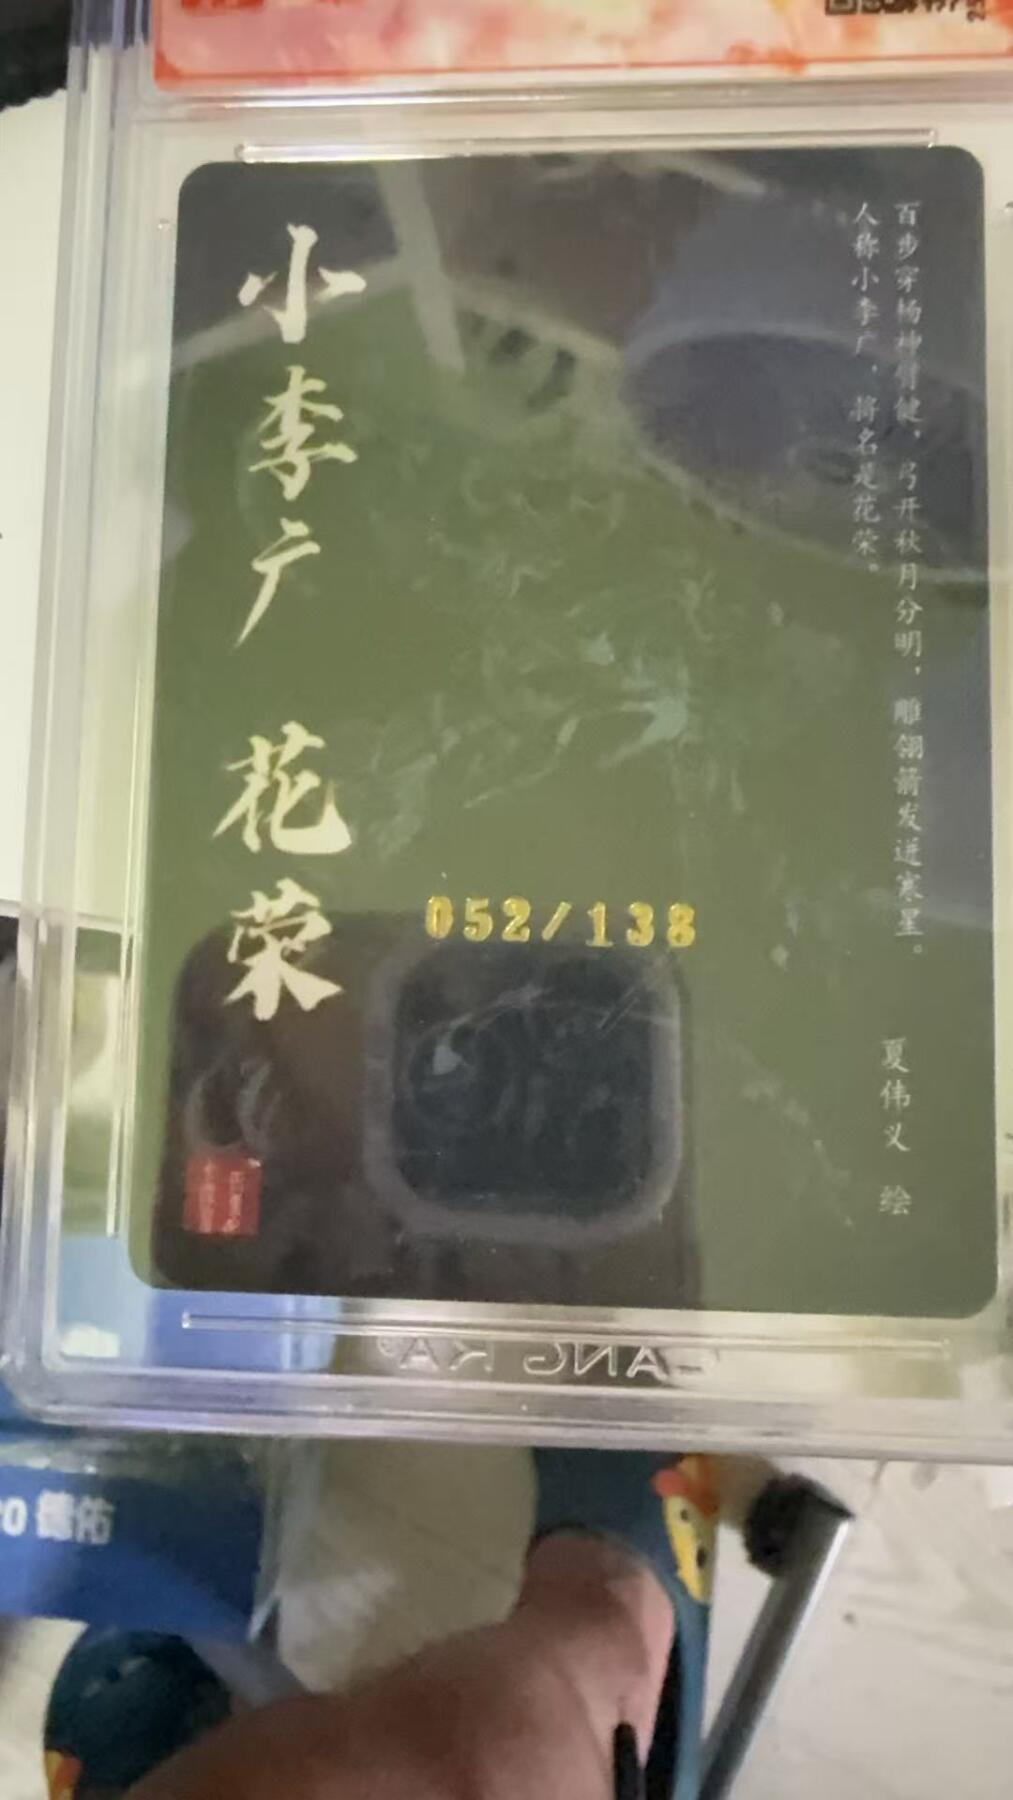 百步穿杨神臂健，弓开秋月分明，雕翎箭发迸寒星。
人称小李广，将名是花荣。
夏伟义 绘
小李广 花荣
052/138
德佑